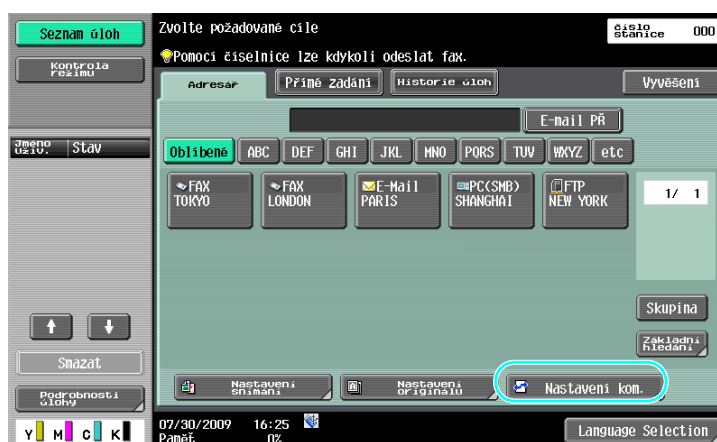 Seznam úloh
Kontrola
režimu
Jméno
uživ.
Stav
Smazat
Podrobnosti
úlohy
Y M C K
Zvolte požadované cíle
číslo
stanice
000
Pomocí číselnice lze kdykoli odeslat fax.
Adresář
Přímé zadání
Historie úloh
Vyvěšení
E-mail PŘ
Oblíbené ABC DEF GHI JKL MNO PQRS TUV WXYZ etc
FAX
TOKYO
FAX
LONDON
E-Mail
PARIS
PC(SMB)
SHANGHAI
FTP
NEW YORK
1/ 1
Skupina
Základní
hledání
Nastavení
snímání
Nastavení
originálu
Nastavení kom.
07/30/2009 16:25
Paměť 0%
Language Selection